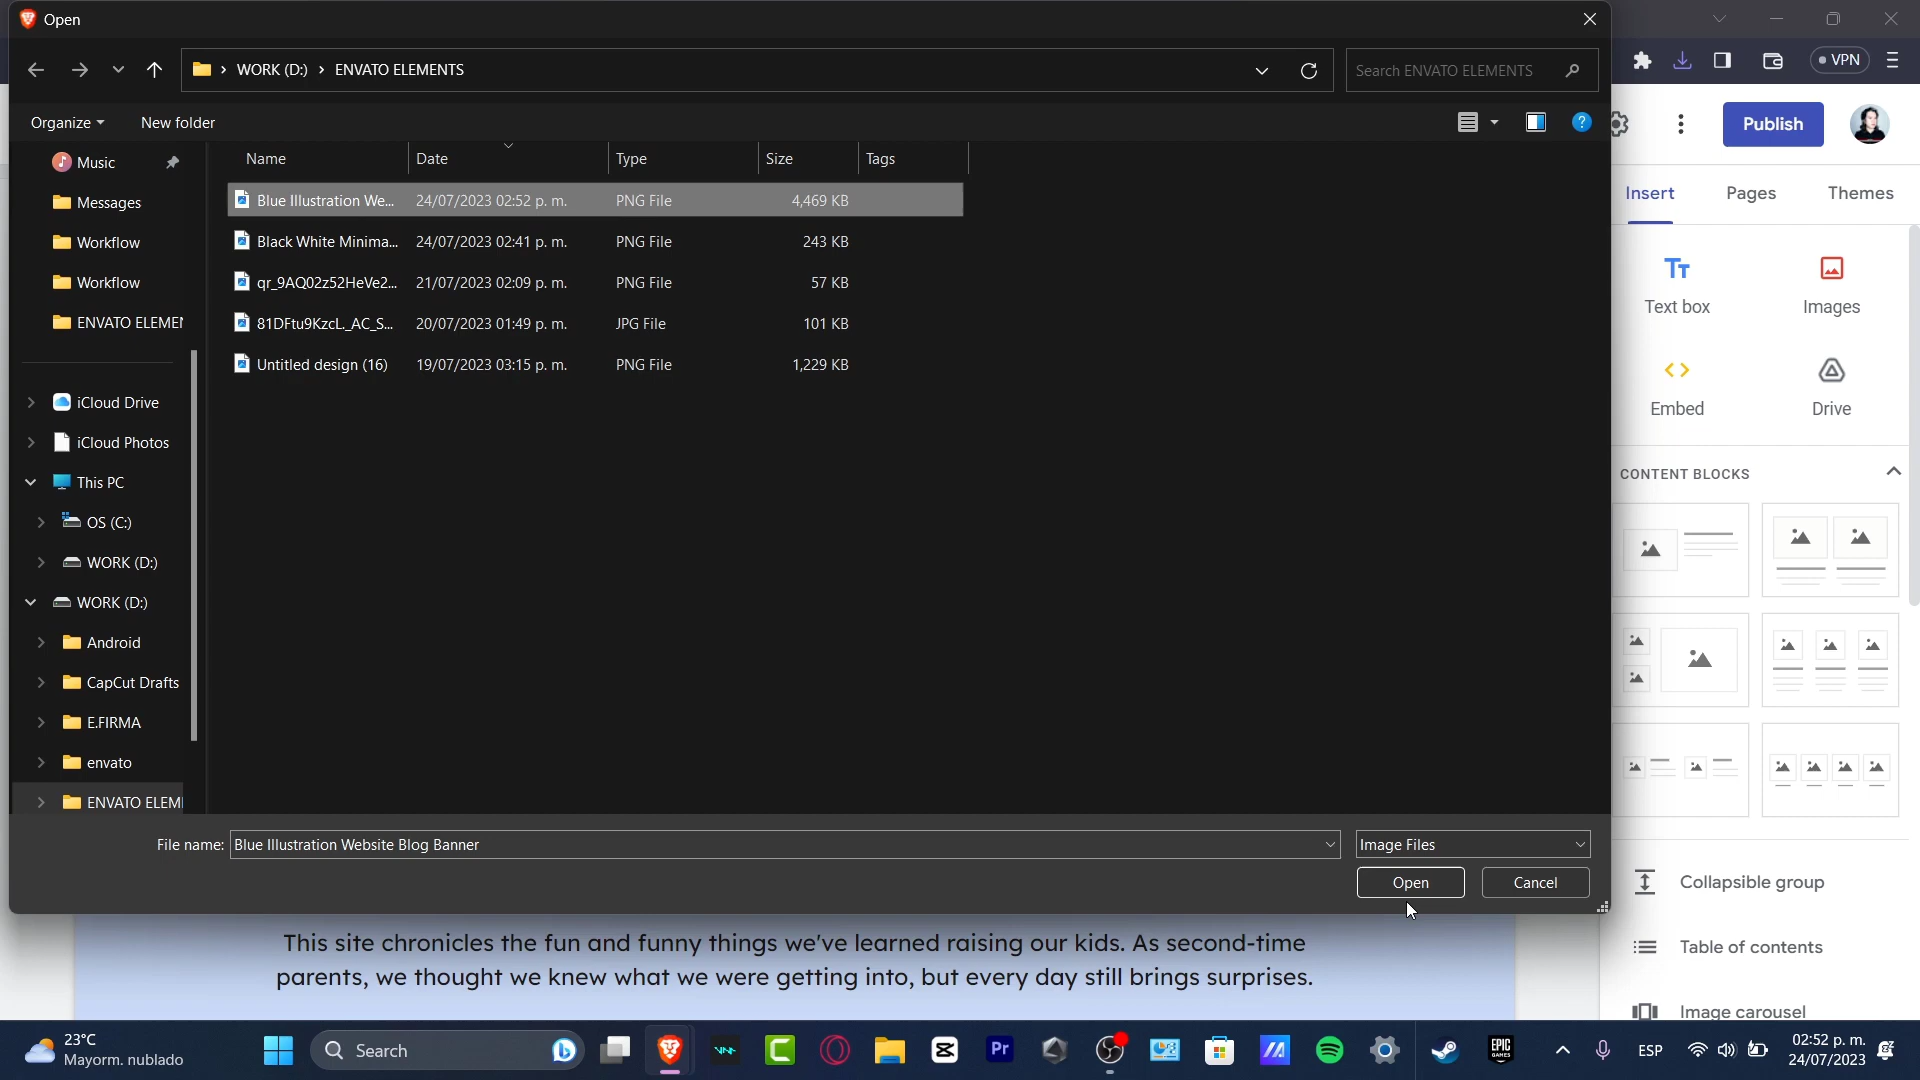 Open
WORK (D:) › ENVATO ELEMENTS
Search ENVATO ELEMENTS
VPN
Organize
New folder
Publish
Name
Date
Type
Size
Tags
Blue Illustration We...
24/07/2023 02:52 p. m.
PNG File
4,469 KB
Black White Minima...
24/07/2023 02:41 p. m.
PNG File
243 KB
qr_9AQ02z52HeVe2...
21/07/2023 02:09 p. m.
PNG File
57 KB
81DFtu9KzcL._AC_S...
20/07/2023 01:49 p. m.
JPG File
101 KB
Untitled design (16)
19/07/2023 03:15 p. m.
PNG File
1,229 KB
Music
Messages
Workflow
Workflow
ENVATO ELEMEN
iCloud Drive
iCloud Photos
This PC
OS (C:)
WORK (D:)
WORK (D:)
Android
CapCut Drafts
E.FIRMA
envato
ENVATO ELEM
File name:
Blue Illustration Website Blog Banner
Image Files
Open
Cancel
Insert
Pages
Themes
Text box
Images
Embed
Drive
CONTENT BLOCKS
Collapsible group
Table of contents
Image carousel
This site chronicles the fun and funny things we've learned raising our kids. As second-time
parents, we thought we knew what we were getting into, but every day still brings surprises.
23°C
Mayorm. nublado
Search
Pr
EPIC
GAMES
ESP
02:52 p. m.
24/07/2023